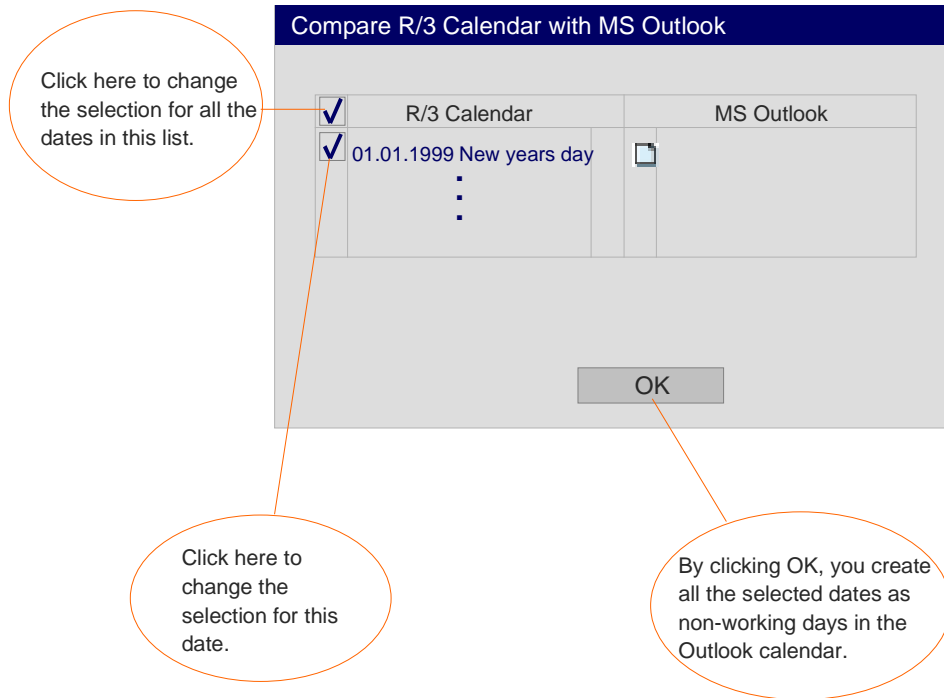 Compare R/3 Calendar with MS Outlook
Click here to change
the selection for all the
dates in this list.
R/3 Calendar
MS Outlook
01.01.1999 New years day
OK
Click here to
change the
selection for this
date.
By clicking OK, you create
all the selected dates as
non-working days in the
Outlook calendar.